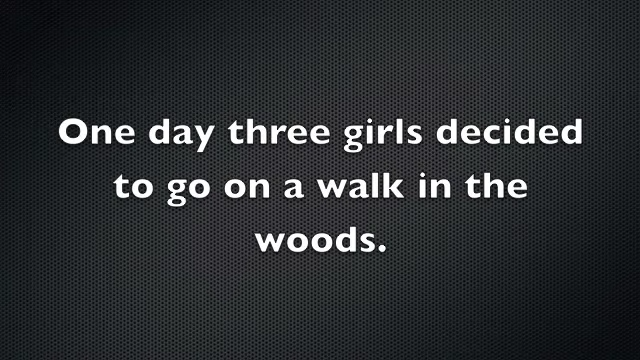 One day three girls decided
to go on a walk in the
woods.